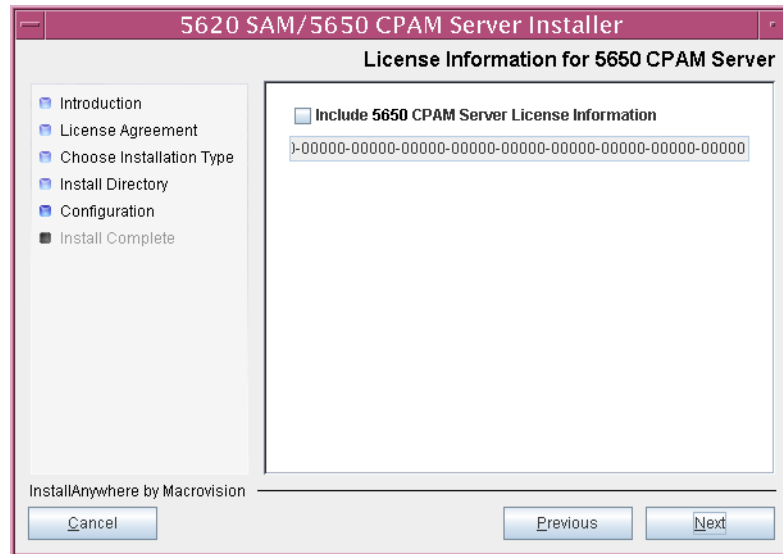 5620 SAM/5650 CPAM Server Installer
License Information for 5650 CPAM Server
Introduction
License Agreement
Choose Installation Type
Install Directory
Configuration
Install Complete
Include 5650 CPAM Server License Information
)-00000-00000-00000-00000-00000-00000-00000-00000-00000
InstallAnywhere by Macrovision
Cancel
Previous
Next